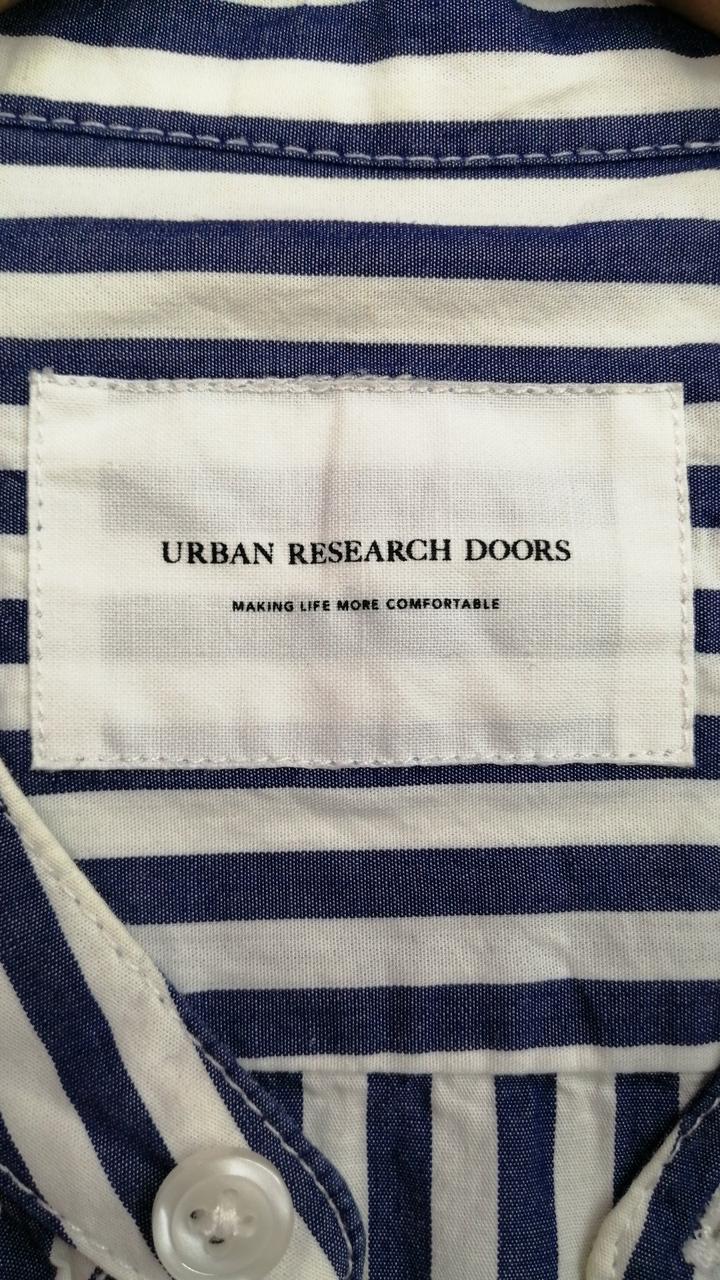 URBAN RESEARCH DOORS
MAKING LIFE MORE COMFORTABLE